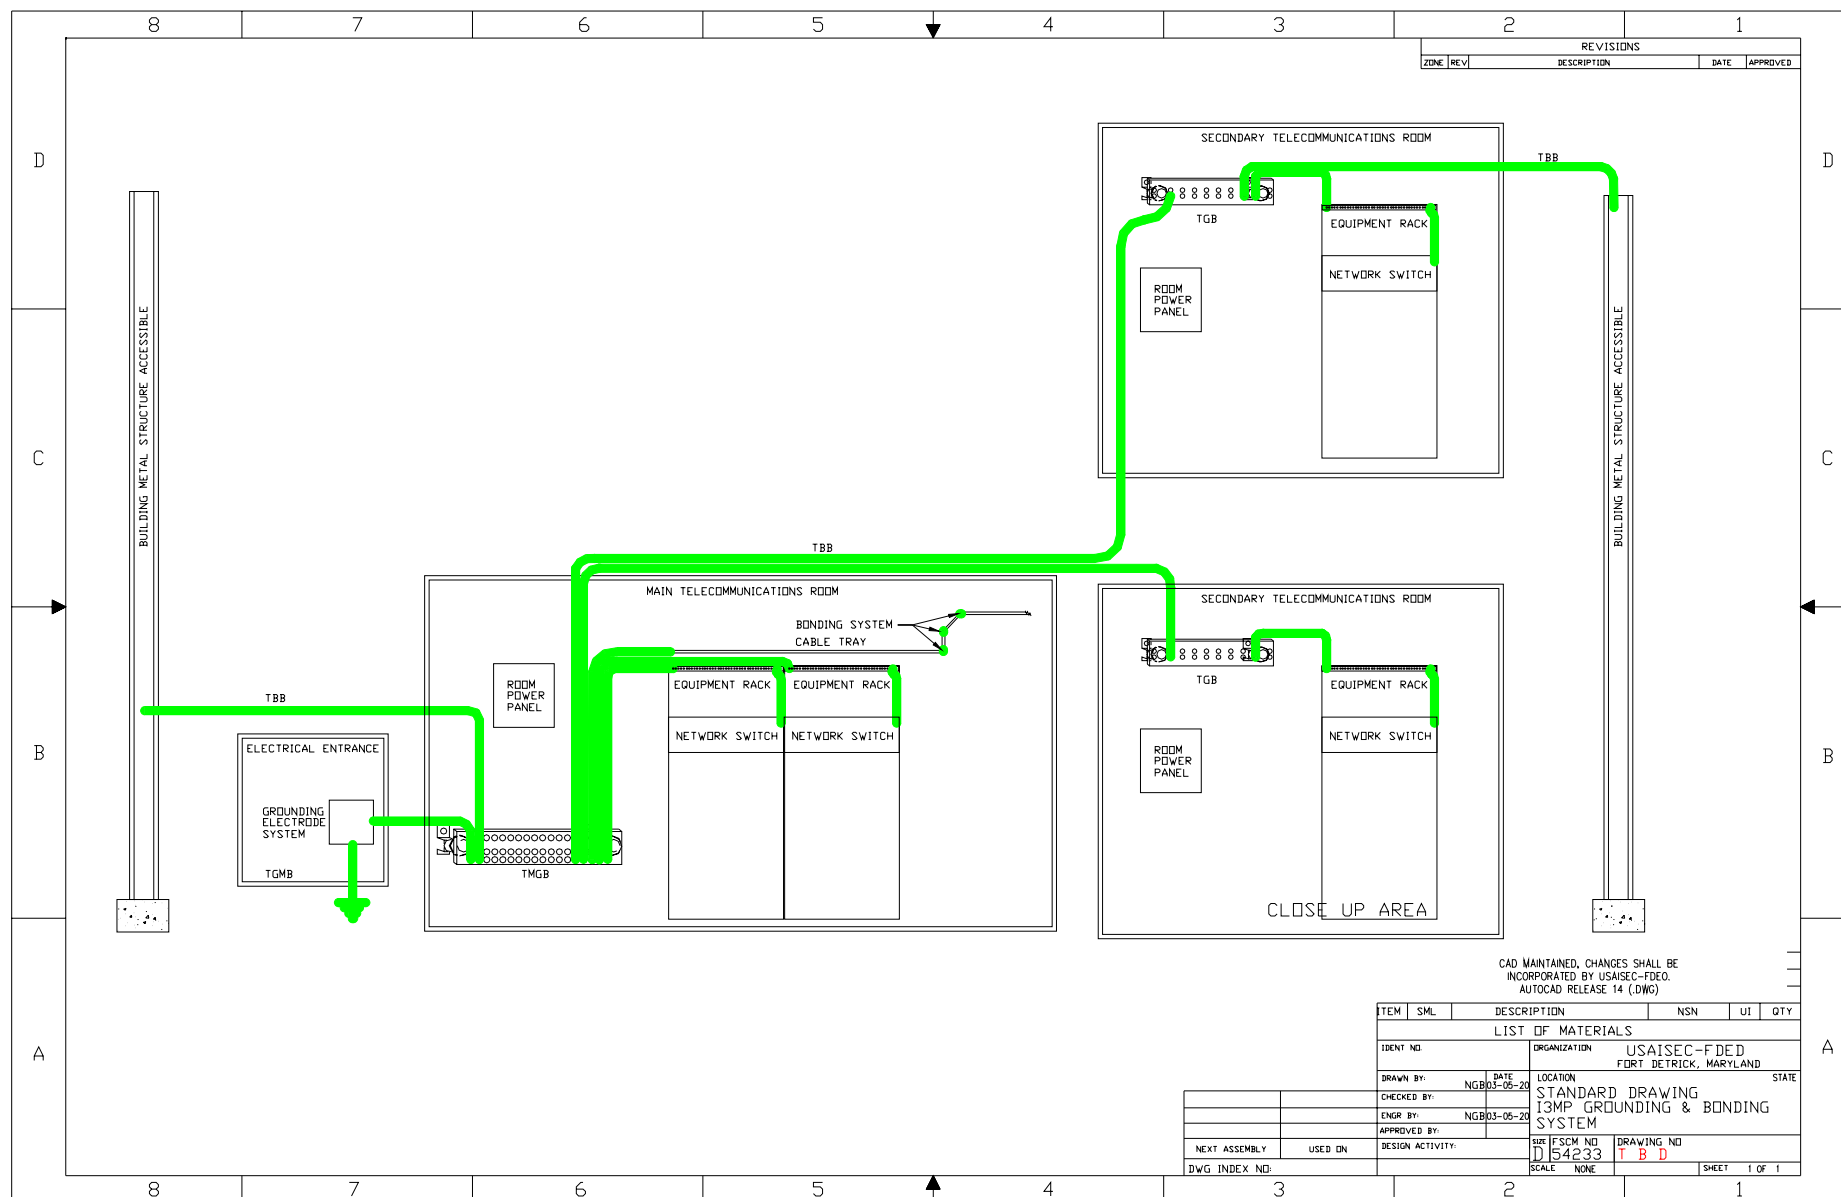 8 7 6 5 4 3 2 1
REVISIONS
ZONE REV DESCRIPTION DATE APPROVED
D
D
SECONDARY TELECOMMUNICATIONS ROOM
TBB
TGB
EQUIPMENT RACK
NETWORK SWITCH
ROOM
POWER
PANEL
BUILDING METAL STRUCTURE ACCESSIBLE
BUILDING METAL STRUCTURE ACCESSIBLE
C
C
TBB
MAIN TELECOMMUNICATIONS ROOM
BONDING SYSTEM
CABLE TRAY
ROOM
POWER
PANEL
EQUIPMENT RACK
EQUIPMENT RACK
NETWORK SWITCH
NETWORK SWITCH
TMGB
SECONDARY TELECOMMUNICATIONS ROOM
TGB
EQUIPMENT RACK
NETWORK SWITCH
ROOM
POWER
PANEL
CLOSE UP AREA
TBB
B
B
ELECTRICAL ENTRANCE
GROUNDING
ELECTRODE
SYSTEM
TGMB
CAD MAINTAINED, CHANGES SHALL BE
INCORPORATED BY USAISEC-FDEO.
AUTOCAD RELEASE 14 (.DWG)
A
A
ITEM SML DESCRIPTION NSN UI QTY
LIST OF MATERIALS
IDENT NO.
ORGANIZATION USAISEC-FDED
FORT DETRICK, MARYLAND
DRAWN BY: NGB DATE 03-05-20
CHECKED BY:
ENGR BY: NGB 03-05-20
APPROVED BY:
DESIGN ACTIVITY:
LOCATION STATE
STANDARD DRAWING
I3MP GROUNDING & BONDING
SYSTEM
SIZE D FSCM NO 54233 DRAWING NO T B D
SCALE NONE SHEET 1 OF 1
NEXT ASSEMBLY USED ON
DWG INDEX NO:
8 7 6 5 4 3 2 1